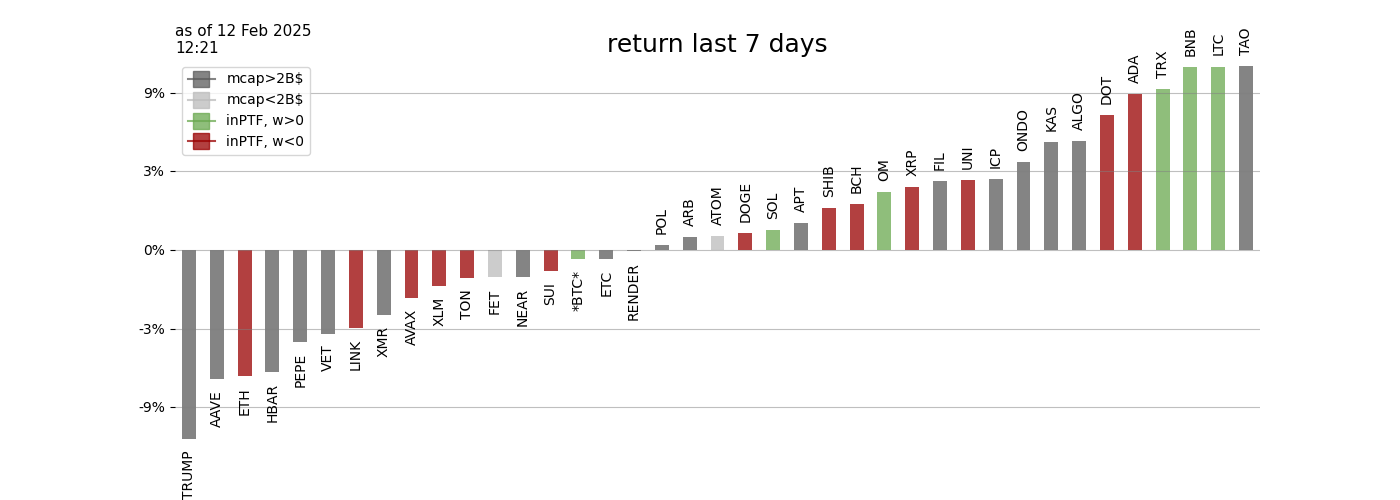 as of 12 Feb 2025
12:21
return last 7 days
mcap>2B$
mcap<2B$
inPTF, w>0
inPTF, w<0
9%
3%
0%
-3%
-9%
TRUMP
AAVE
ETH
HBAR
PEPE
VET
LINK
XMR
AVAX
XLM
TON
FET
NEAR
SUI
*BTC*
ETC
RENDER
POL
ARB
ATOM
DOGE
SOL
APT
SHIB
BCH
OM
XRP
FIL
UNI
ICP
ONDO
KAS
ALGO
DOT
ADA
TRX
BNB
LTC
TAO